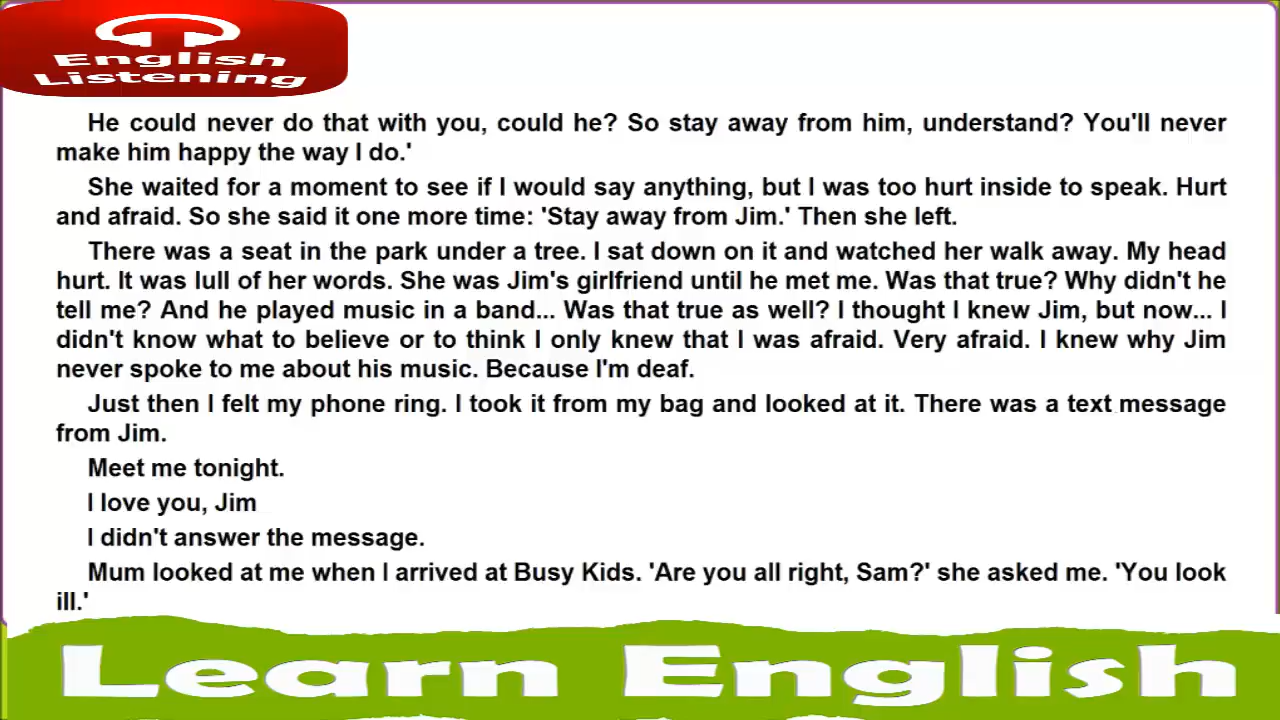 English
Listening
He could never do that with you, could he? So stay away from him, understand? You'll never
make him happy the way I do.'
She waited for a moment to see if I would say anything, but I was too hurt inside to speak. Hurt
and afraid. So she said it one more time: 'Stay away from Jim.' Then she left.
There was a seat in the park under a tree. I sat down on it and watched her walk away. My head
hurt. It was lull of her words. She was Jim's girlfriend until he met me. Was that true? Why didn't he
tell me? And he played music in a band... Was that true as well? I thought I knew Jim, but now... I
didn't know what to believe or to think I only knew that I was afraid. Very afraid. I knew why Jim
never spoke to me about his music. Because I'm deaf.
Just then I felt my phone ring. I took it from my bag and looked at it. There was a text message
from Jim.
Meet me tonight.
I love you, Jim
I didn't answer the message.
Mum looked at me when I arrived at Busy Kids. 'Are you all right, Sam?' she asked me. 'You look
ill.'
Learn English